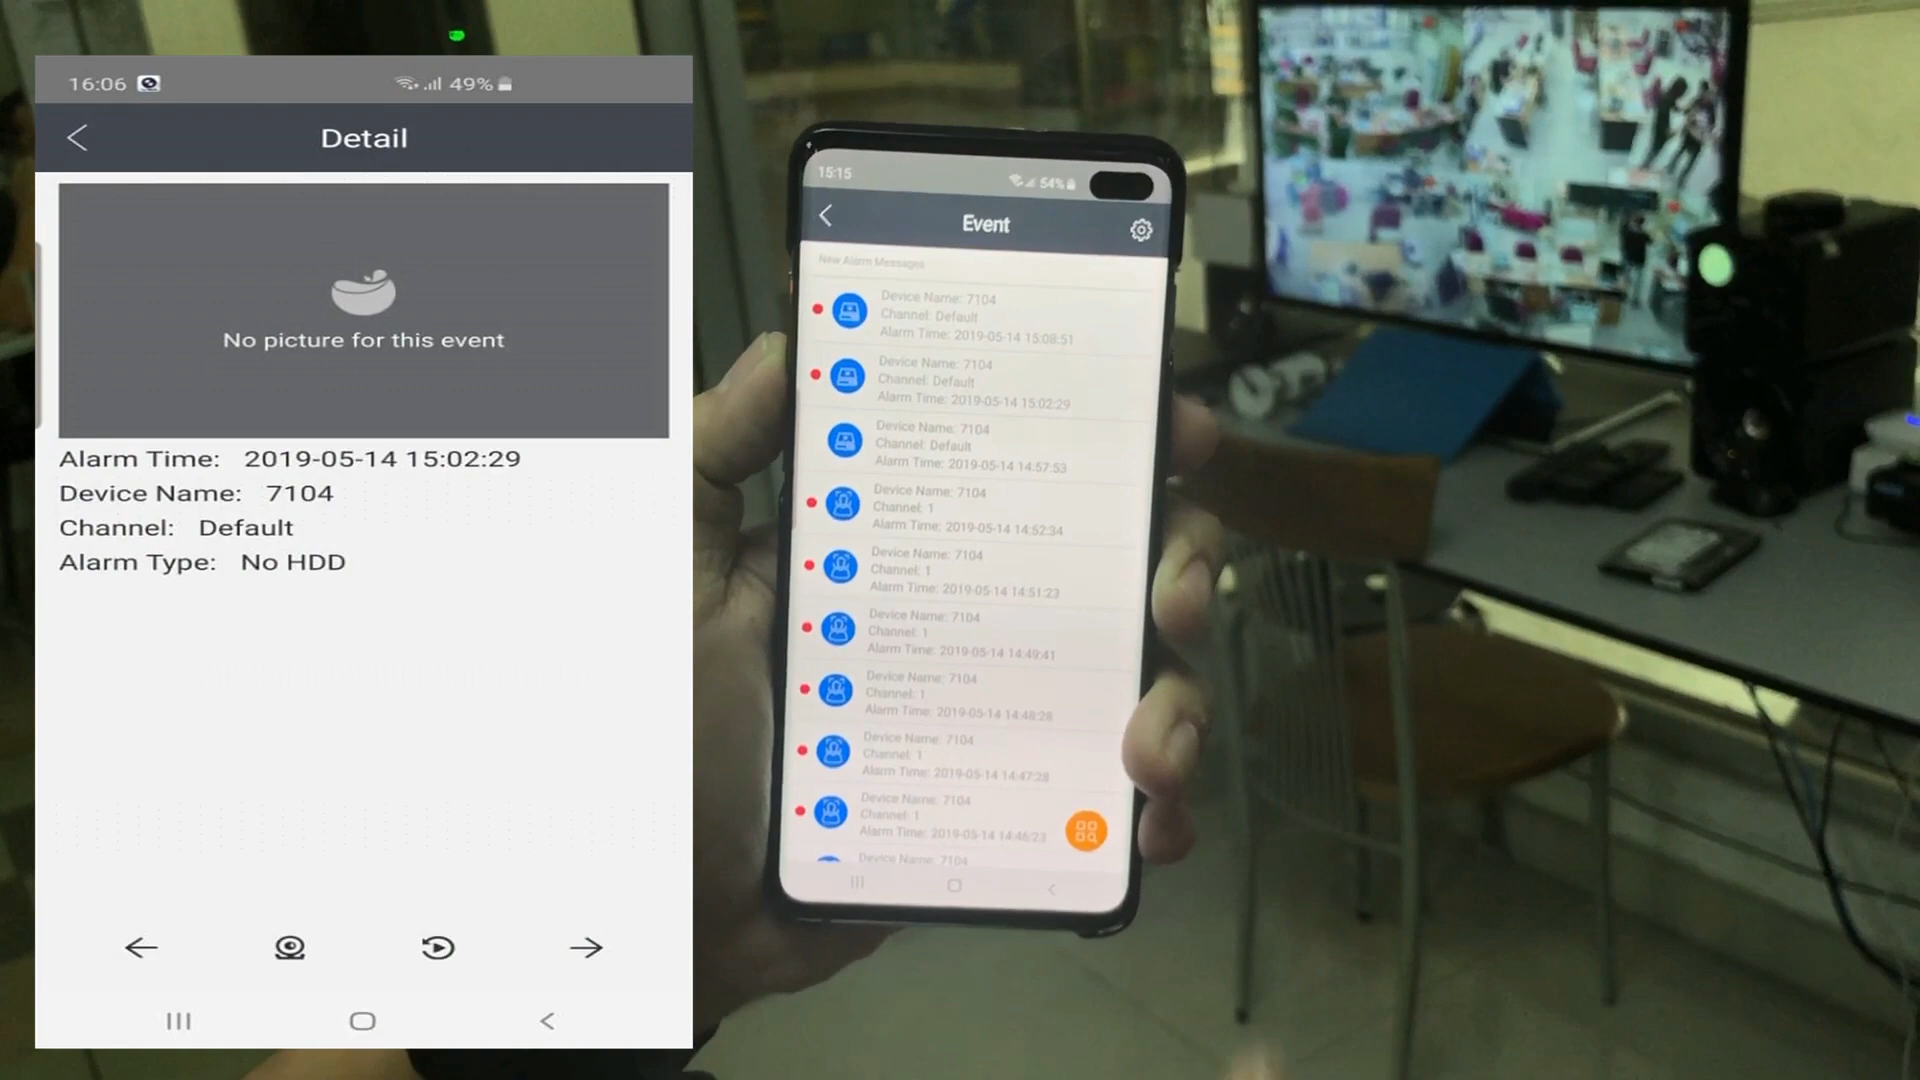 16:06
49%
Detail
No picture for this event
Alarm Time: 2019-05-14 15:02:29
Device Name: 7104
Channel: Default
Alarm Type: No HDD
15:15
54%
Event
New Alarm Messages
Device Name: 7104
Channel: Default
Alarm Time: 2019-05-14 15:08:51
Device Name: 7104
Channel: Default
Alarm Time: 2019-05-14 15:02:29
Device Name: 7104
Channel: Default
Alarm Time: 2019-05-14 14:57:53
Device Name: 7104
Channel: 1
Alarm Time: 2019-05-14 14:52:34
Device Name: 7104
Channel: 1
Alarm Time: 2019-05-14 14:51:23
Device Name: 7104
Channel: 1
Alarm Time: 2019-05-14 14:49:41
Device Name: 7104
Channel: 1
Alarm Time: 2019-05-14 14:48:28
Device Name: 7104
Channel: 1
Alarm Time: 2019-05-14 14:47:28
Device Name: 7104
Channel: 1
Alarm Time: 2019-05-14 14:46:23
Device Name: 7104